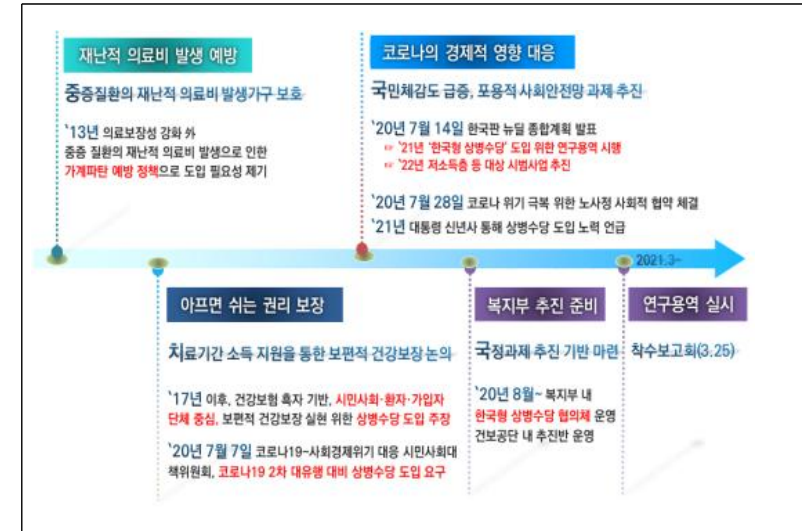 재난적 의료비 발생 예방
중증질환의 재난적 의료비 발생가구 보호
`13년 의료보장성 강화 外
중증 질환의 재난적 의료비 발생으로 인한
가계파탄 예방 정책으로 도입 필요성 제기
코로나의 경제적 영향 대응
국민체감도 급증, 포용적 사회안전망 과제 추진
`20년 7월 14일 한국판 뉴딜 종합계획 발표
☞ `21년 '한국형 상병수당' 도입 위한 연구용역 시행
☞ `22년 저소득층 등 대상 시범사업 추진
`20년 7월 28일 코로나 위기 극복 위한 노사정 사회적 협약 체결
`21년 대통령 신년사 통해 상병수당 도입 노력 언급
2021.3~
아프면 쉬는 권리 보장
치료기간 소득 지원을 통한 보편적 건강보장 논의
`17년 이후, 건강보험 흑자 기반, 시민사회·환자·가입자
단체 중심, 보편적 건강보장 실현 위한 상병수당 도입 주장
`20년 7월 7일 코로나19-사회경제위기 대응 시민사회대
책위원회, 코로나19 2차 대유행 대비 상병수당 도입 요구
복지부 추진 준비
국정과제 추진 기반 마련
`20년 8월~ 복지부 내
한국형 상병수당 협의체 운영
건보공단 내 추진반 운영
연구용역 실시
착수보고회(3.25)